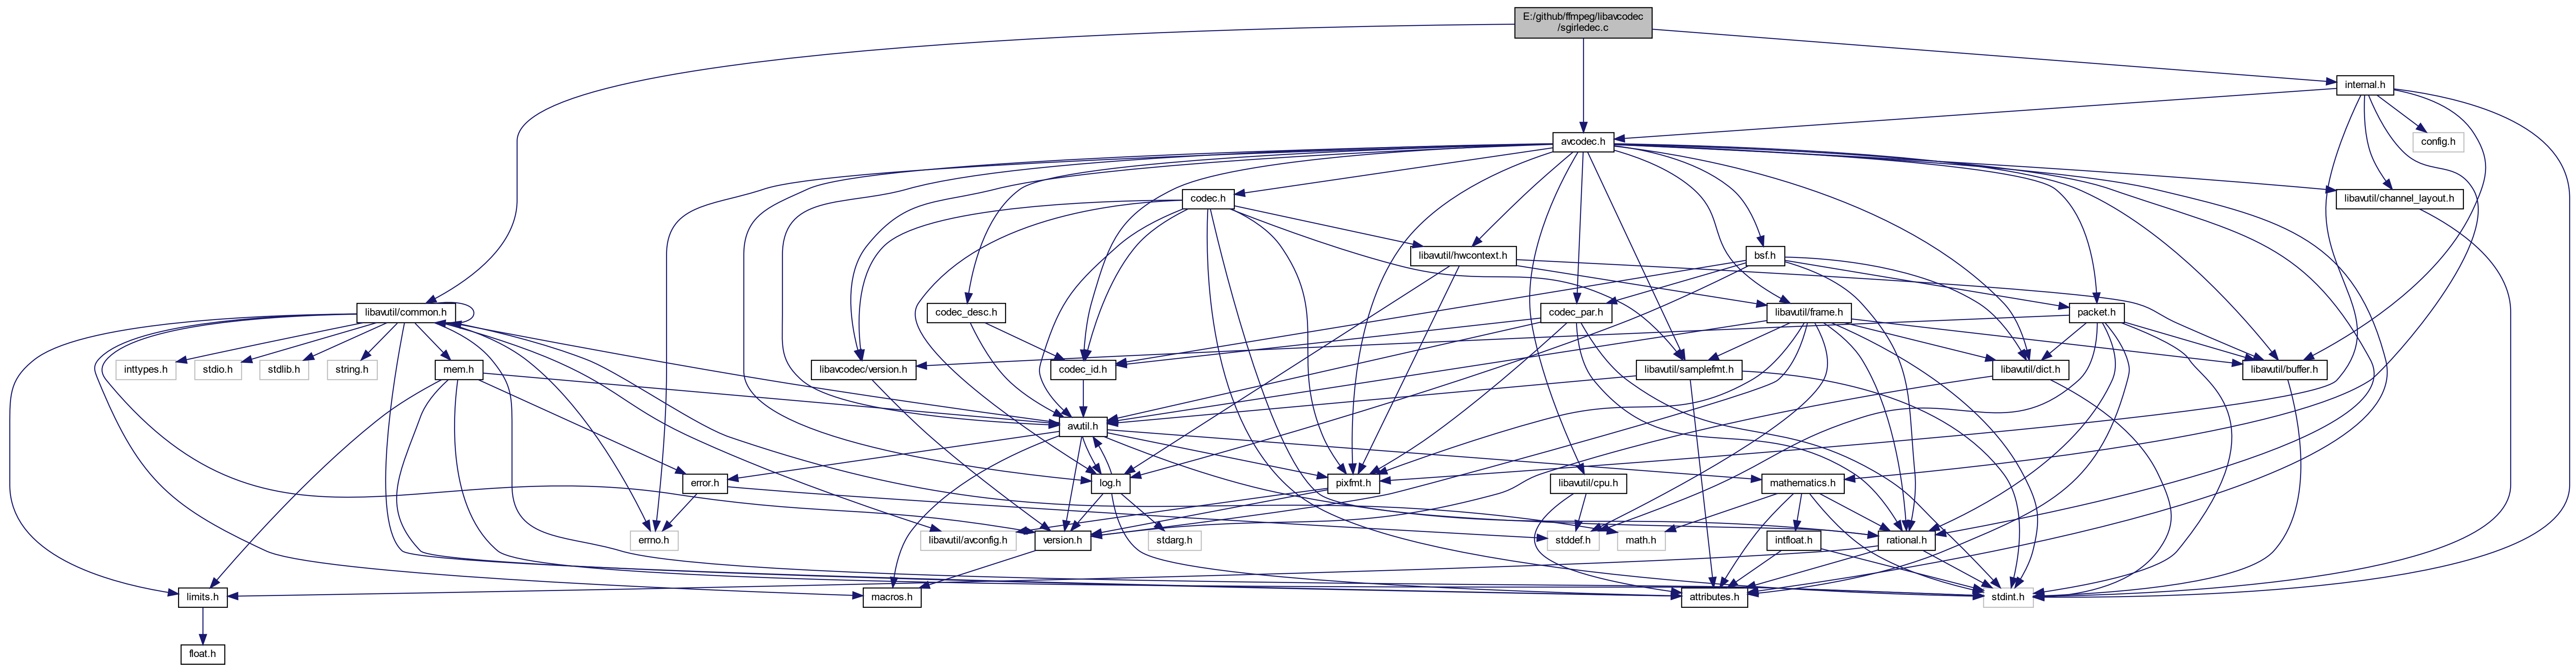 E:/github/ffmpeg/libavcodec
/sgirledec.c
internal.h
avcodec.h
config.h
codec.h
libavutil/channel_layout.h
libavutil/hwcontext.h
bsf.h
libavutil/common.h
codec_desc.h
codec_par.h
libavutil/frame.h
packet.h
inttypes.h
stdio.h
stdlib.h
string.h
mem.h
libavcodec/version.h
codec_id.h
libavutil/samplefmt.h
libavutil/dict.h
libavutil/buffer.h
avutil.h
error.h
log.h
pixfmt.h
libavutil/cpu.h
mathematics.h
errno.h
libavutil/avconfig.h
version.h
stdarg.h
stddef.h
math.h
intfloat.h
rational.h
limits.h
macros.h
attributes.h
stdint.h
float.h